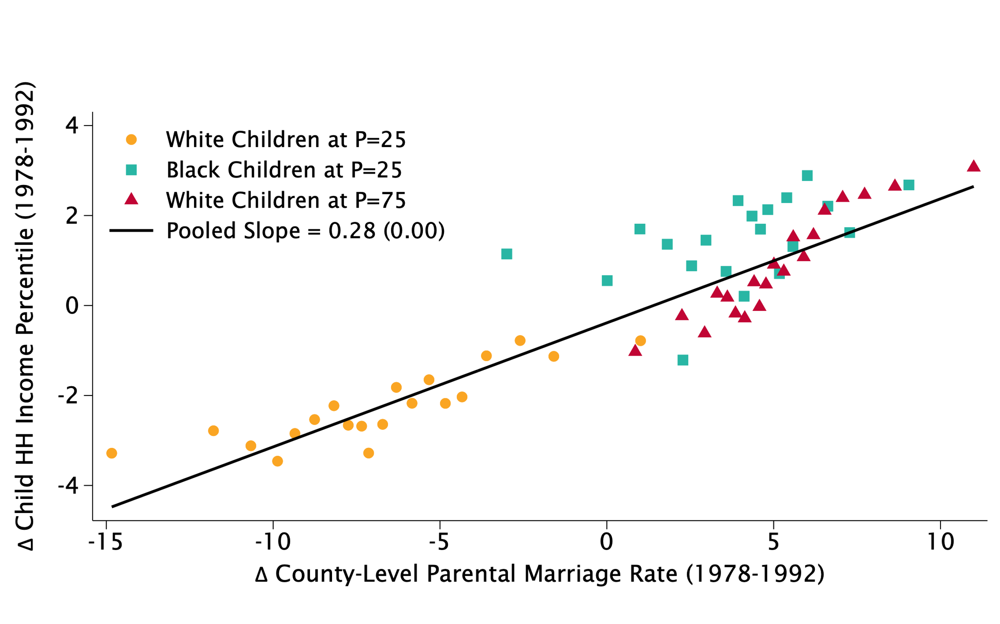 Δ Child HH Income Percentile (1978-1992)
4
2
0
-2
-4
White Children at P=25
Black Children at P=25
White Children at P=75
Pooled Slope = 0.28 (0.00)
-15 -10 -5 0 5 10
Δ County-Level Parental Marriage Rate (1978-1992)